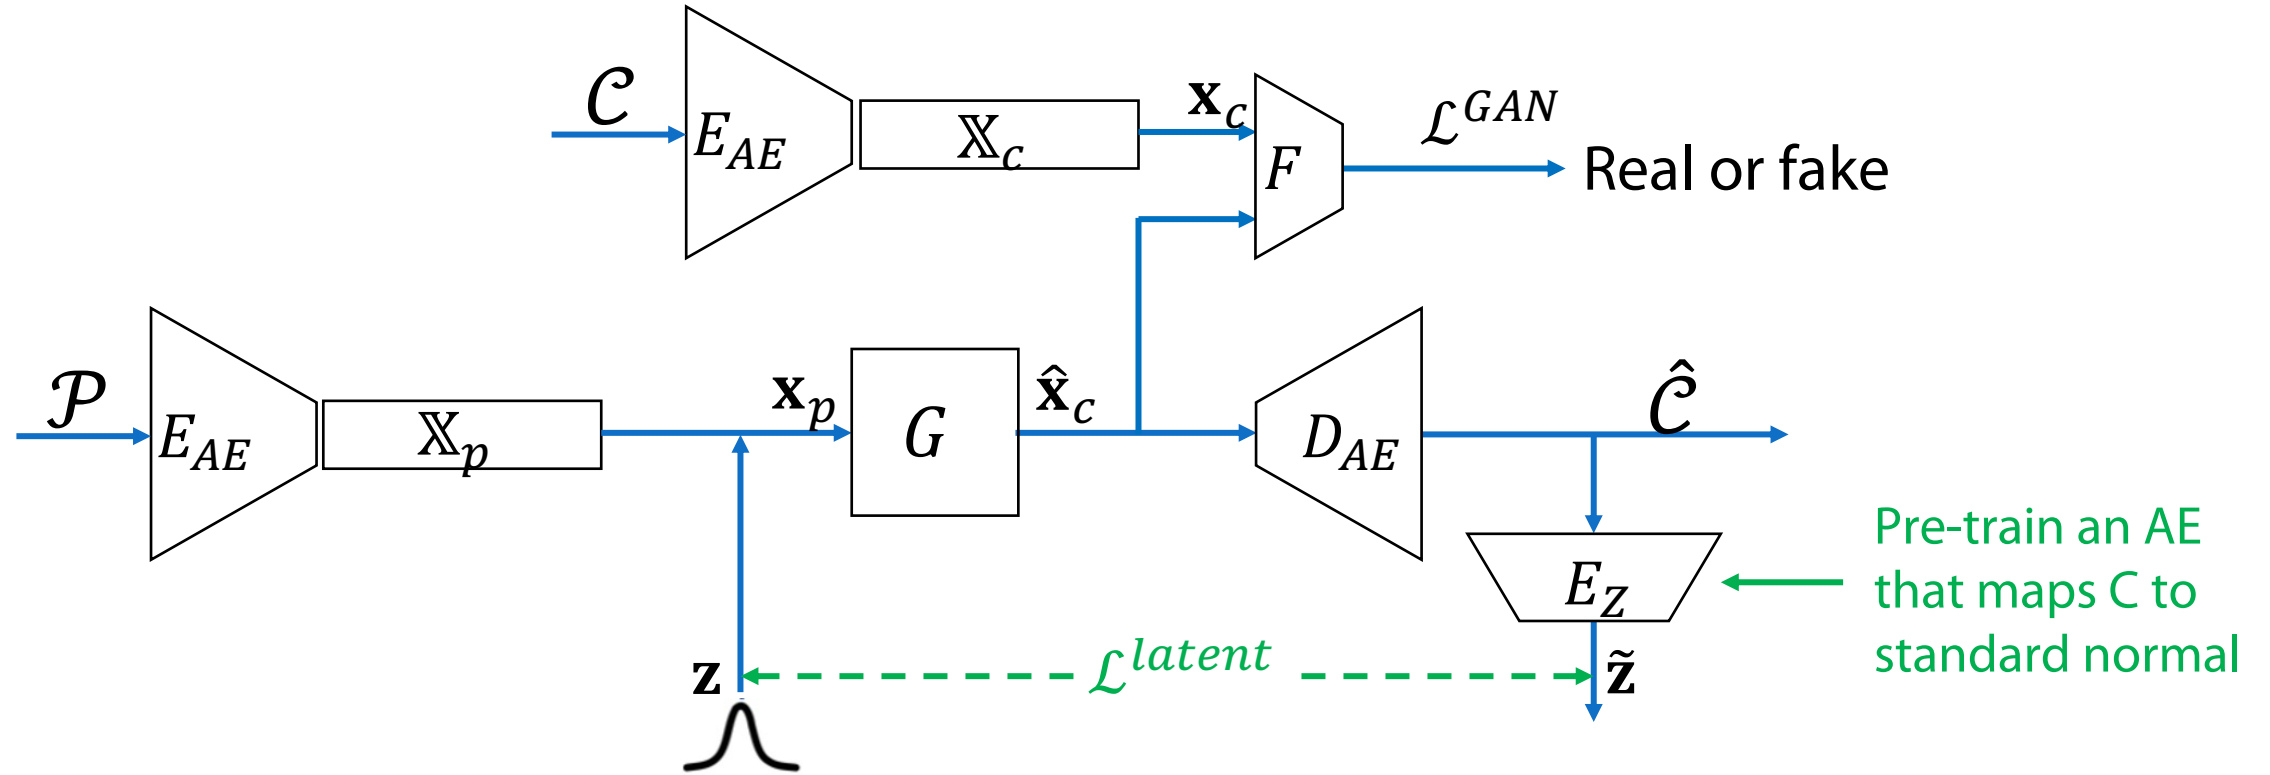 𝒞
E_AE
𝕏_c
𝐱_c
F
ℒ^GAN
Real or fake
𝒫
E_AE
𝕏_p
𝐱_p
G
𝐱̂_c
D_AE
𝒞̂
E_Z
Pre-train an AE
that maps C to
standard normal
𝐳
ℒ^latent
𝐳̃